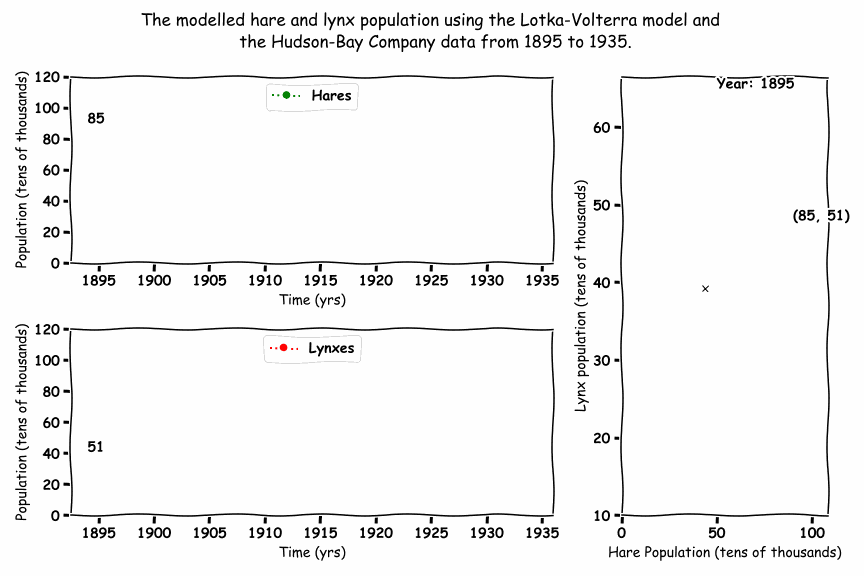 The modelled hare and lynx population using the Lotka-Volterra model and
the Hudson-Bay Company data from 1895 to 1935.
Population (tens of thousands)
120
100
80
60
40
20
0
Hares
85
1895 1900 1905 1910 1915 1920 1925 1930 1935
Time (yrs)
Population (tens of thousands)
120
100
80
60
40
20
0
Lynxes
51
1895 1900 1905 1910 1915 1920 1925 1930 1935
Time (yrs)
Year: 1895
Lynx population (tens of thousands)
60
50
40
30
20
10
(85, 51)
0 50 100
Hare Population (tens of thousands)